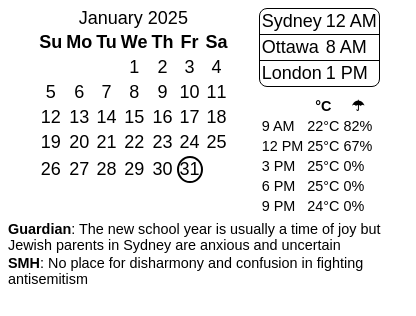 January 2025
Su Mo Tu We Th Fr Sa
1 2 3 4
5 6 7 8 9 10 11
12 13 14 15 16 17 18
19 20 21 22 23 24 25
26 27 28 29 30 31
Sydney 12 AM
Ottawa 8 AM
London 1 PM
°C ☂
9 AM 22°C 82%
12 PM 25°C 67%
3 PM 25°C 0%
6 PM 25°C 0%
9 PM 24°C 0%
Guardian: The new school year is usually a time of joy but
Jewish parents in Sydney are anxious and uncertain
SMH: No place for disharmony and confusion in fighting
antisemitism